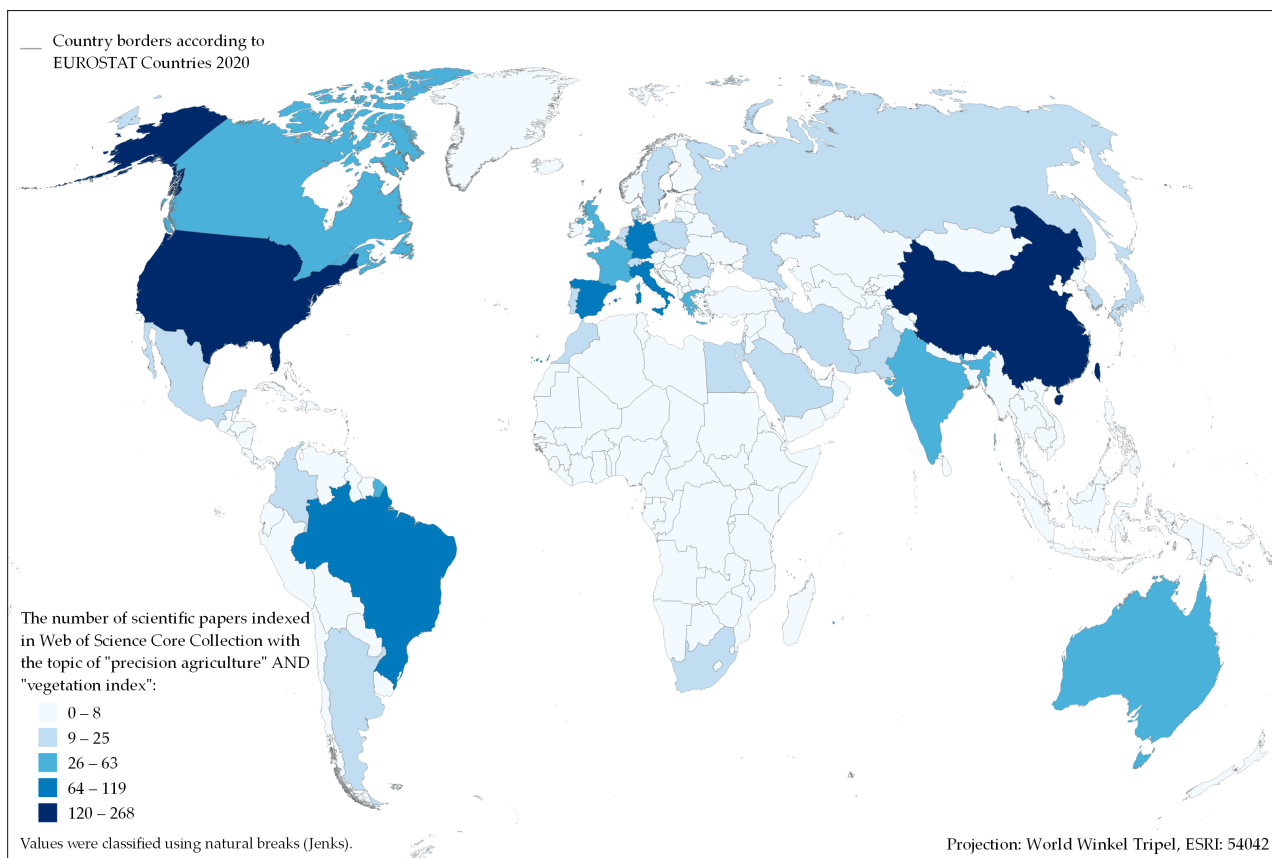 Country borders according to
EUROSTAT Countries 2020
The number of scientific papers indexed
in Web of Science Core Collection with
the topic of "precision agriculture" AND
"vegetation index":
0 – 8
9 – 25
26 – 63
64 – 119
120 – 268
Values were classified using natural breaks (Jenks).
Projection: World Winkel Tripel, ESRI: 54042